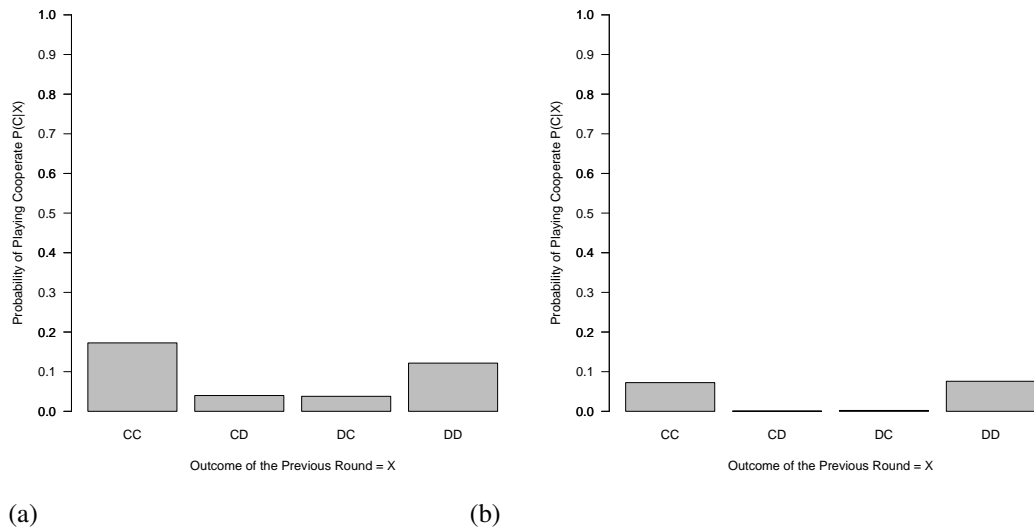 1.0
0.9
0.8
0.7
0.6
0.5
0.4
0.3
0.2
0.1
0.0
Probability of Playing Cooperate P(C|X)
CC CD DC DD
Outcome of the Previous Round = X
(a)
1.0
0.9
0.8
0.7
0.6
0.5
0.4
0.3
0.2
0.1
0.0
Probability of Playing Cooperate P(C|X)
CC CD DC DD
Outcome of the Previous Round = X
(b)